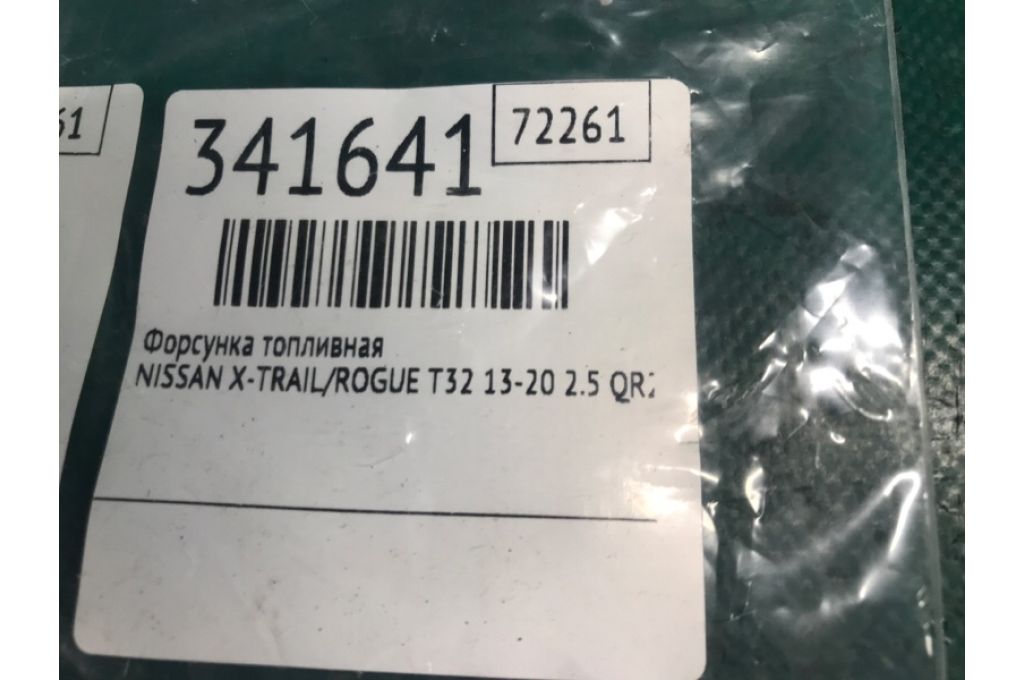 341641
72261
Форсунка топливная
NISSAN X-TRAIL/ROGUE T32 13-20 2.5